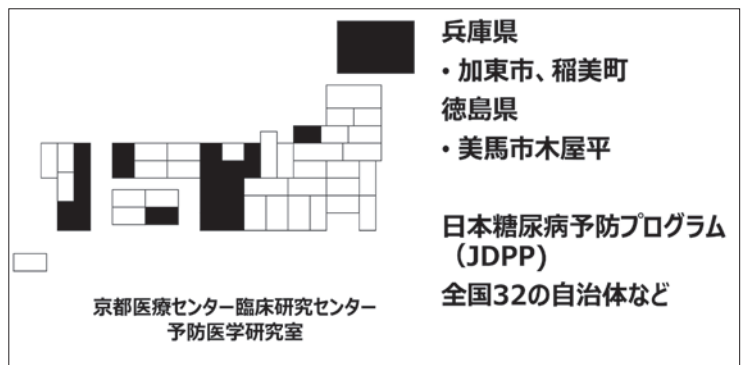 兵庫県
・加東市、稲美町
徳島県
・美馬市木屋平
日本糖尿病予防プログラム
（JDPP)
全国32の自治体など
京都医療センター臨床研究センター
予防医学研究室